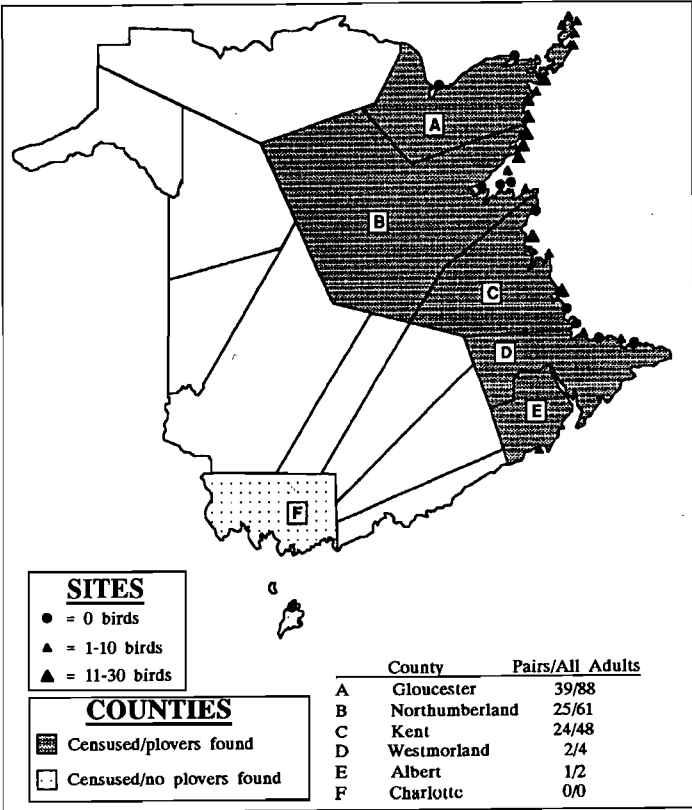 A
B
C
D
E
F
SITES
● = 0 birds
▲ = 1-10 birds
▲ = 11-30 birds
COUNTIES
Censused/plovers found
Censused/no plovers found
County Pairs/All Adults
A Gloucester 39/88
B Northumberland 25/61
C Kent 24/48
D Westmorland 2/4
E Albert 1/2
F Charlotte 0/0